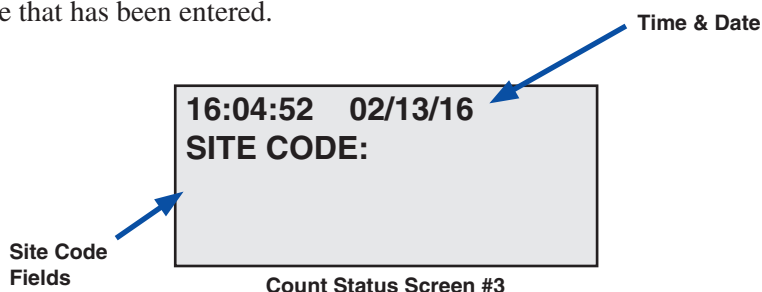 e that has been entered.
Time & Date
16:04:52 02/13/16
SITE CODE:
Site Code
Fields
Count Status Screen #3